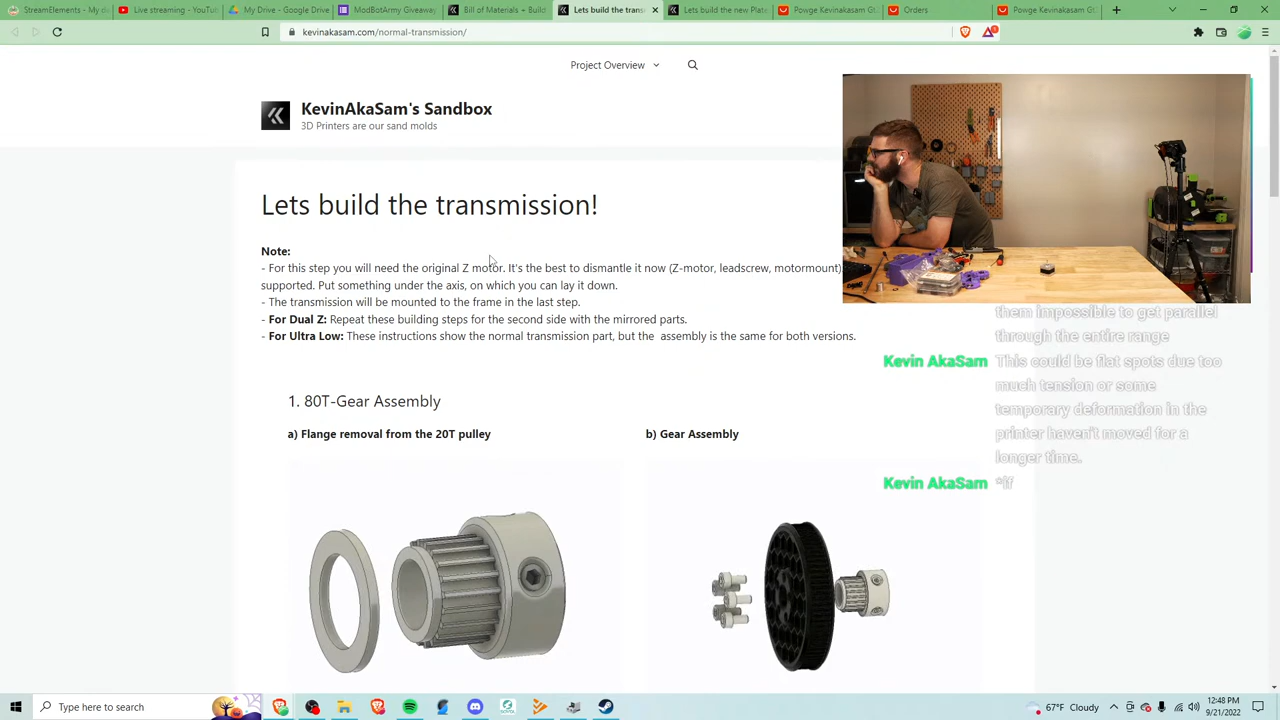 StreamElements - My da
Live streaming - YouTu
My Drive - Google Drive
ModBotArmy Giveaway
Bill of Materials + Build
Lets build the transm
Lets build the new Plate
Powge Kevinakasam Gt
Orders
Powge Kevinakasam Gt
kevinakasam.com/normal-transmission/
Project Overview
KevinAkaSam's Sandbox
3D Printers are our sand molds
Lets build the transmission!
Note:
- For this step you will need the original Z motor. It's the best to dismantle it now (Z-motor, leadscrew, motormount)
supported. Put something under the axis, on which you can lay it down.
- The transmission will be mounted to the frame in the last step.
- For Dual Z: Repeat these building steps for the second side with the mirrored parts.
- For Ultra Low: These instructions show the normal transmission part, but the assembly is the same for both versions.
1. 80T-Gear Assembly
a) Flange removal from the 20T pulley
b) Gear Assembly
them impossible to get parallel
through the entire range
Kevin AkaSam This could be flat spots due too
much tension or some
temporary deformation in the
printer haven't moved for a
longer time..
Kevin AkaSam *if
Type here to search
67°F Cloudy
12:48 PM
9/21/2022